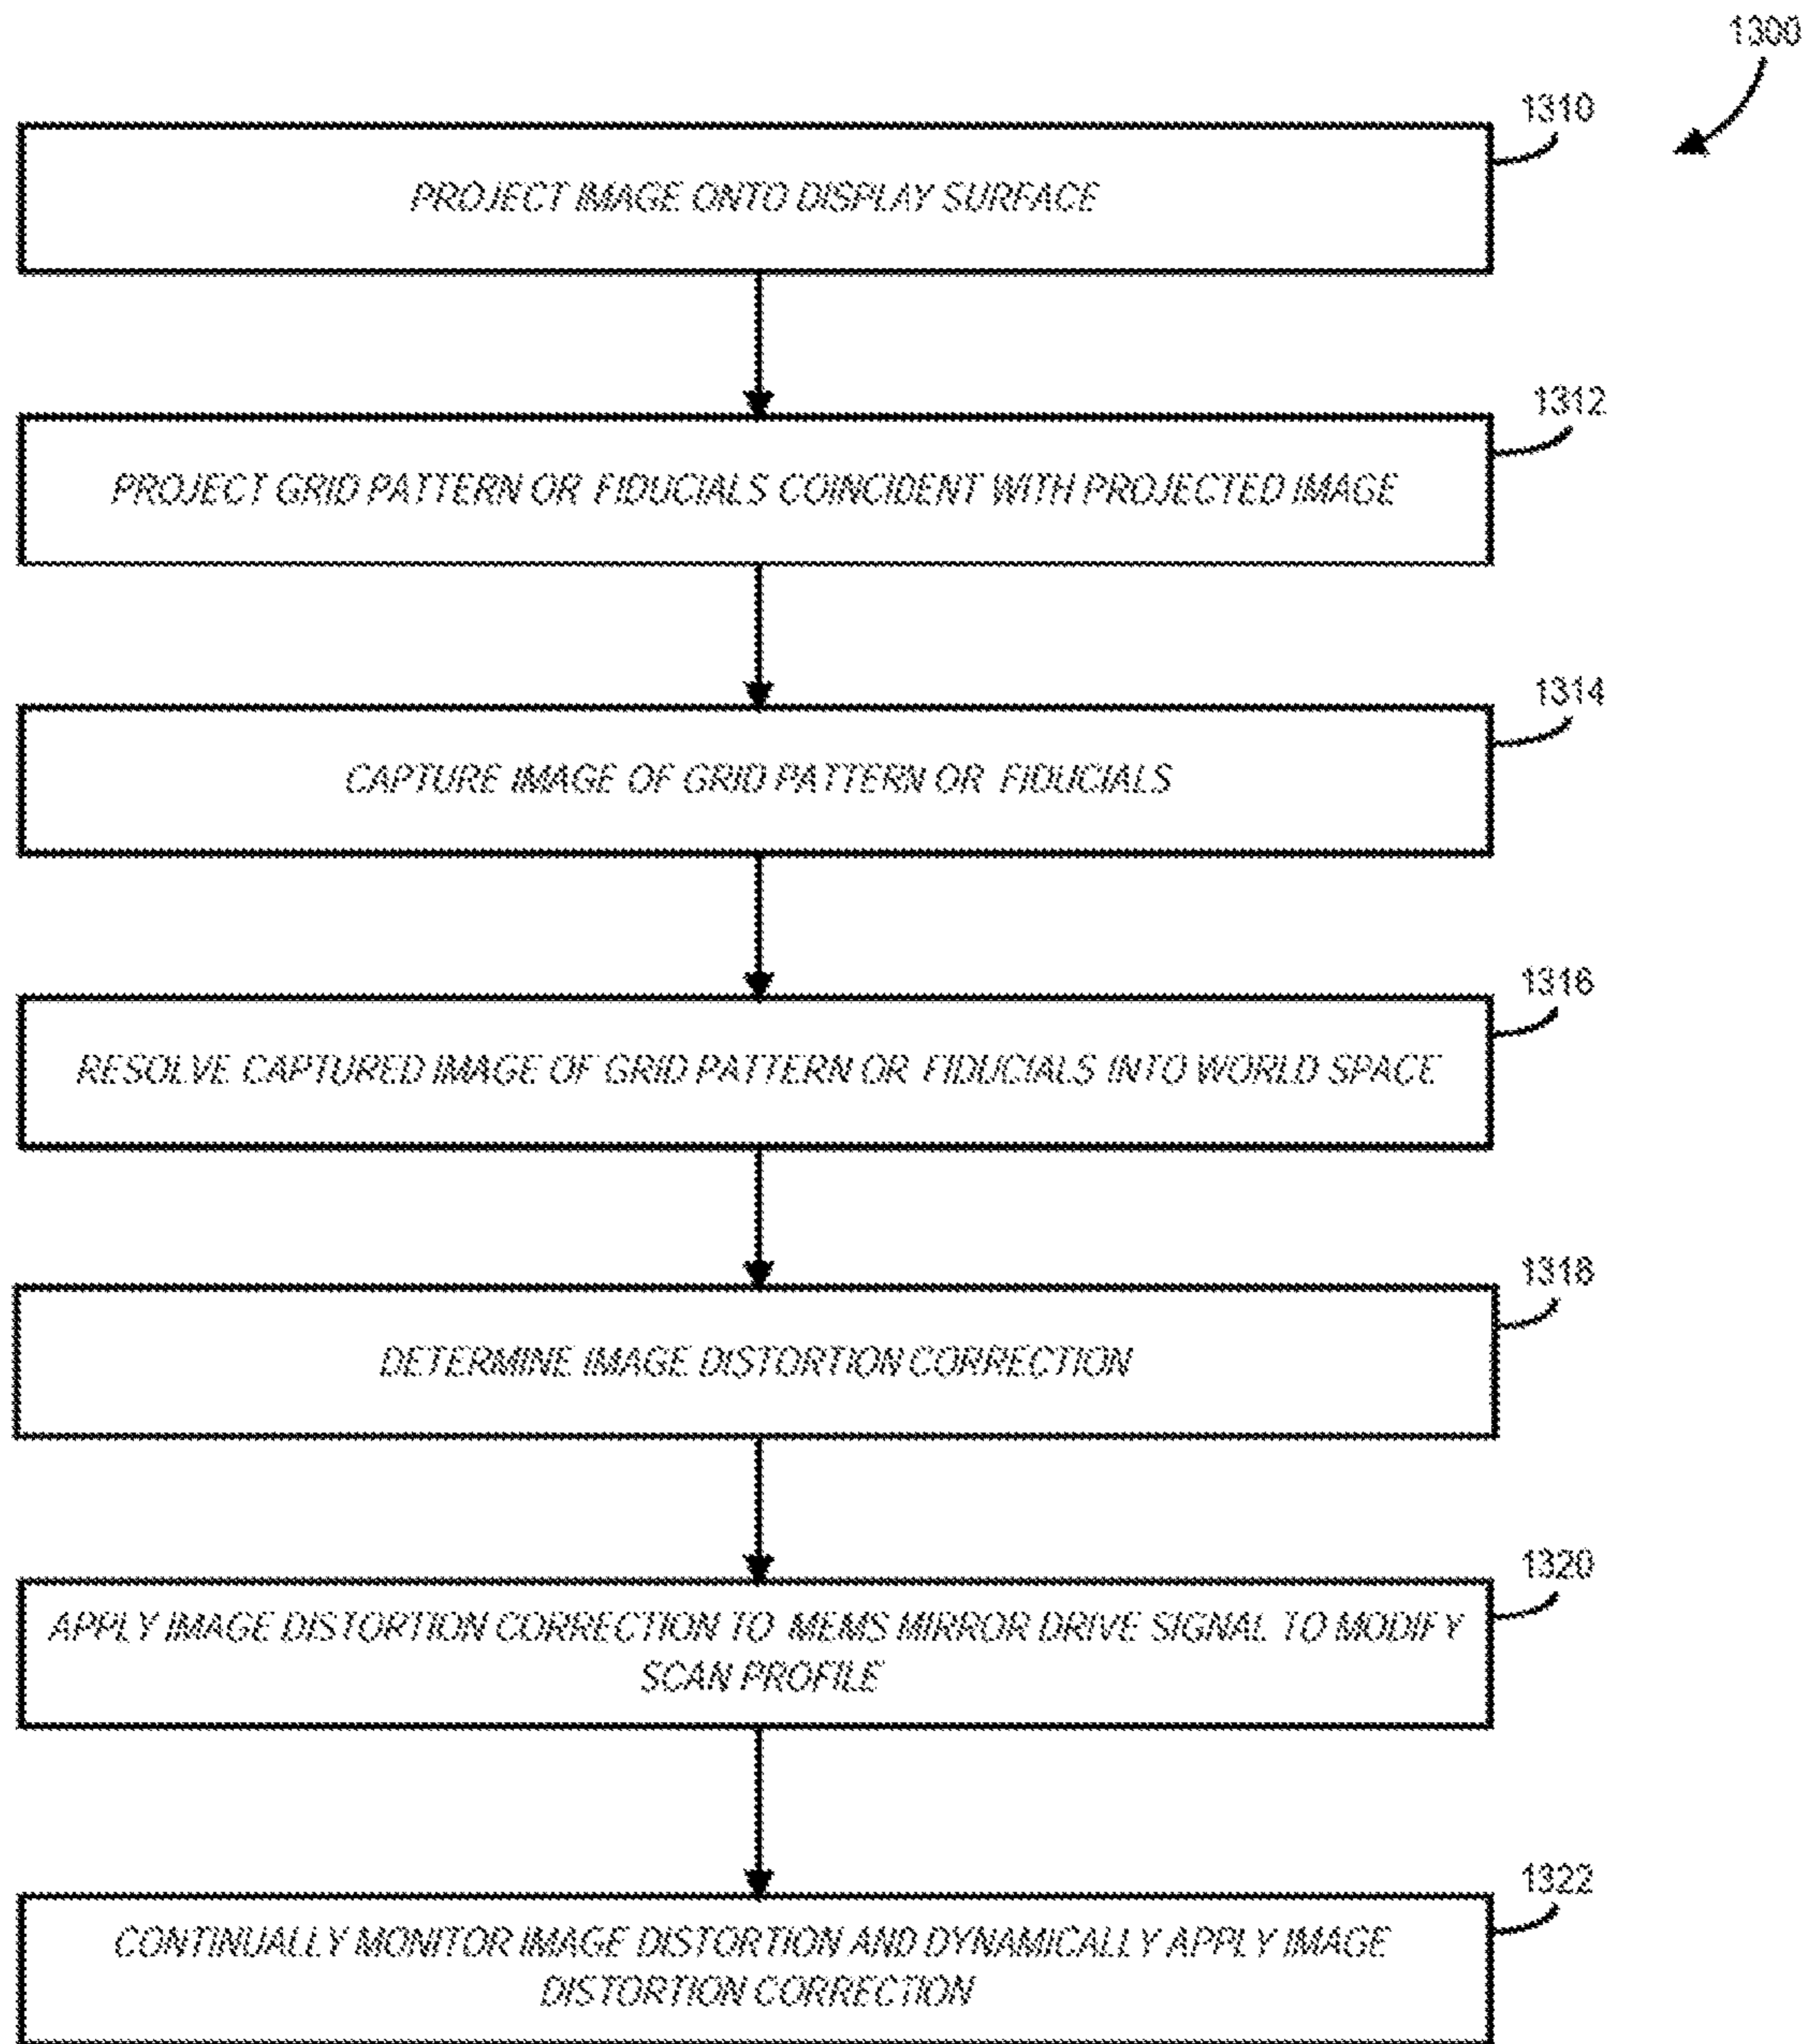 1300
1310
PROJECT IMAGE ONTO DISPLAY SURFACE
1312
PROJECT GRID PATTERN OR FIDUCIALS COINCIDENT WITH PROJECTED IMAGE
1314
CAPTURE IMAGE OF GRID PATTERN OR FIDUCIALS
1316
RESOLVE CAPTURED IMAGE OF GRID PATTERN OR FIDUCIALS INTO WORLD SPACE
1318
DETERMINE IMAGE DISTORTION CORRECTION
1320
APPLY IMAGE DISTORTION CORRECTION TO MEMS MIRROR DRIVE SIGNAL TO MODIFY
SCAN PROFILE
1322
CONTINUALLY MONITOR IMAGE DISTORTION AND DYNAMICALLY APPLY IMAGE
DISTORTION CORRECTION